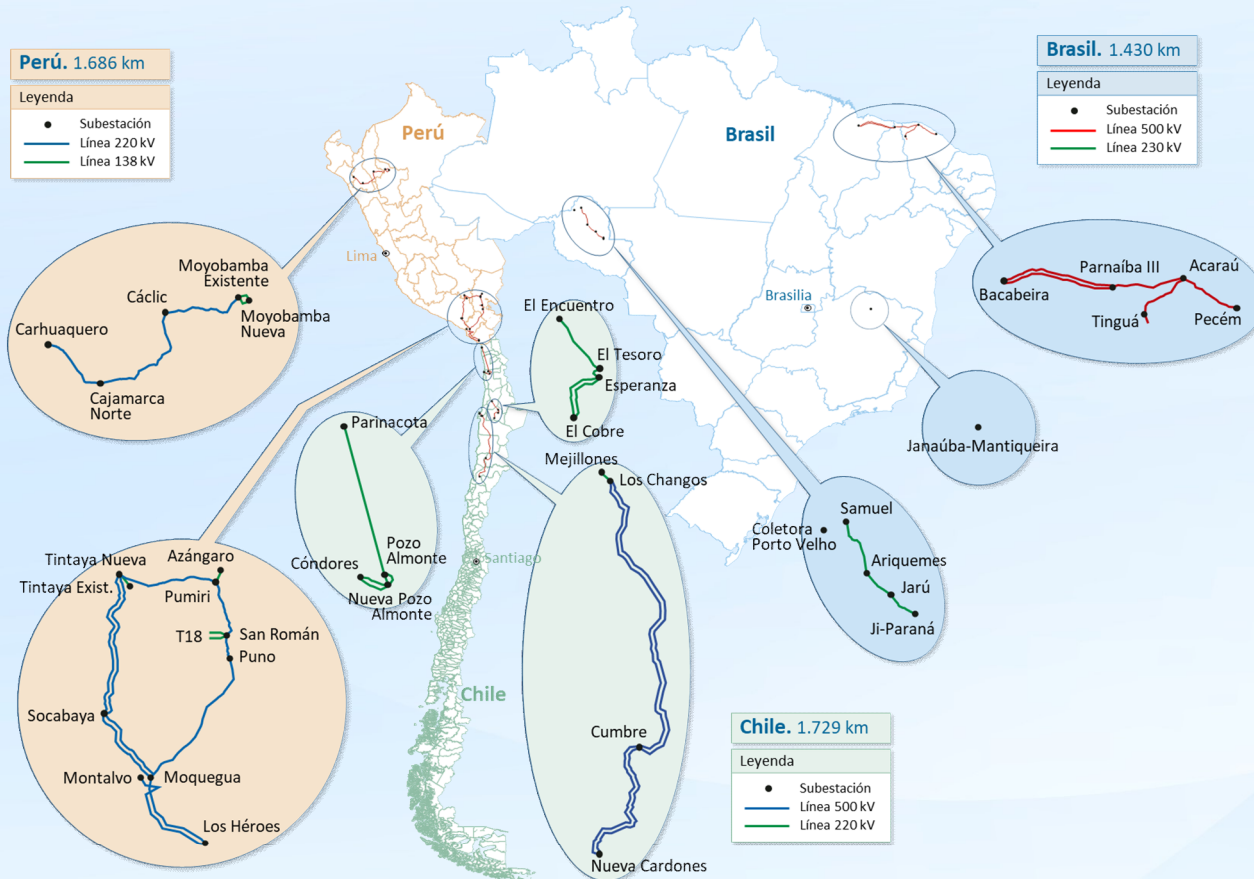 Perú. 1.686 km
Leyenda
Subestación
Línea 220 kV
Línea 138 kV
Brasil. 1.430 km
Leyenda
Subestación
Línea 500 kV
Línea 230 kV
Perú
Brasil
Lima
Brasilia
Santiago
Chile
Moyobamba
Existente
Cáclic
Moyobamba
Nueva
Carhuaquero
Cajamarca
Norte
Parnaíba III
Acaraú
Bacabeira
Tinguá
Pecém
El Encuentro
El Tesoro
Esperanza
El Cobre
Janaúba-Mantiqueira
Parinacota
Pozo
Almonte
Cóndores
Nueva Pozo
Almonte
Mejillones
Los Changos
Cumbre
Nueva Cardones
Samuel
Coletora
Porto Velho
Ariquemes
Jarú
Ji-Paraná
Tintaya Nueva
Azángaro
Tintaya Exist.
Pumiri
T18
San Román
Puno
Socabaya
Montalvo
Moquegua
Los Héroes
Chile. 1.729 km
Leyenda
Subestación
Línea 500 kV
Línea 220 kV